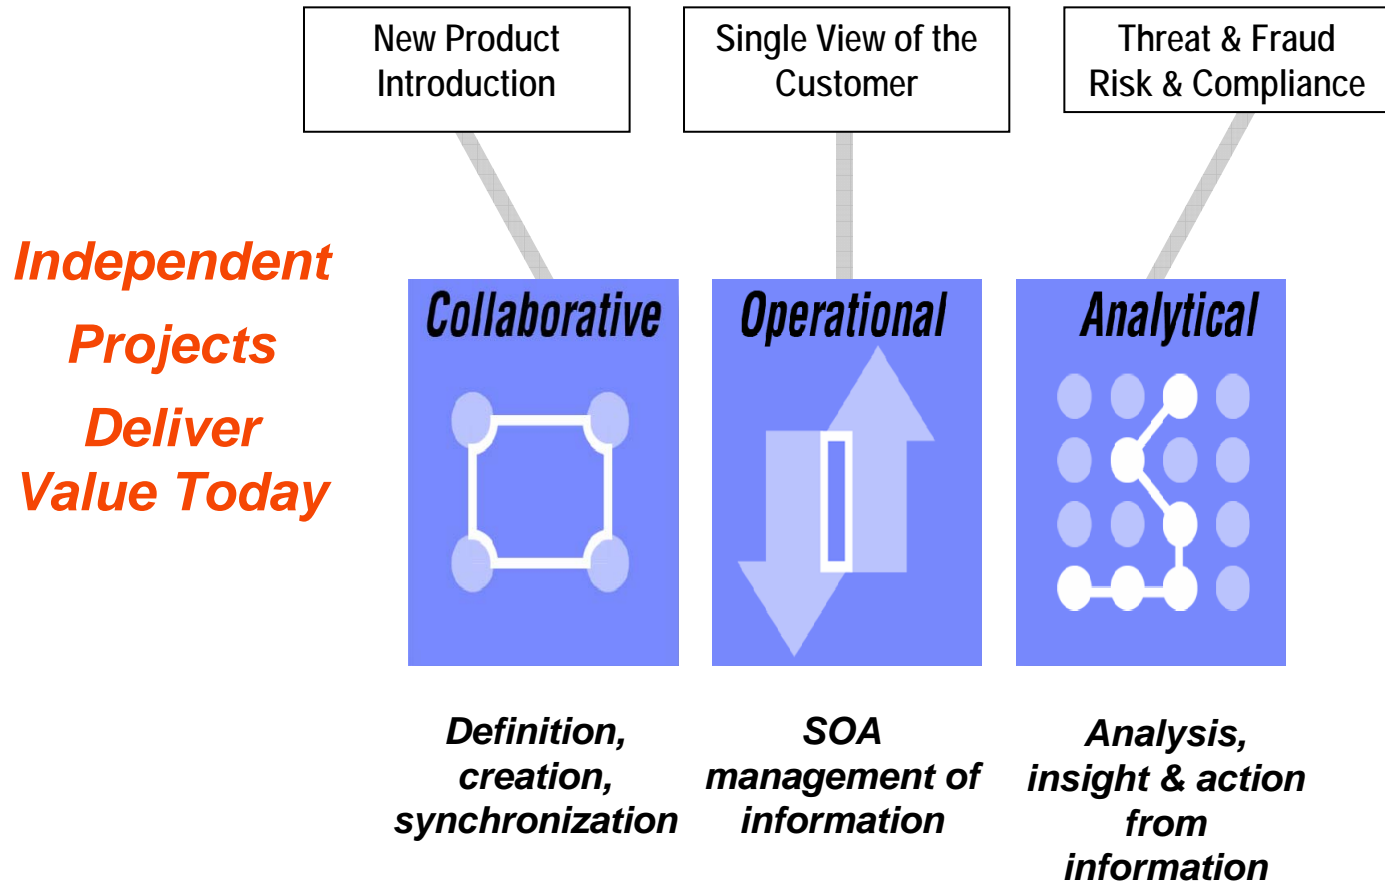 New Product
Introduction
Single View of the
Customer
Threat & Fraud
Risk & Compliance
Independent
Projects
Deliver
Value Today
Collaborative
Operational
Analytical
Definition,
creation,
synchronization
SOA
management of
information
Analysis,
insight & action
from
information